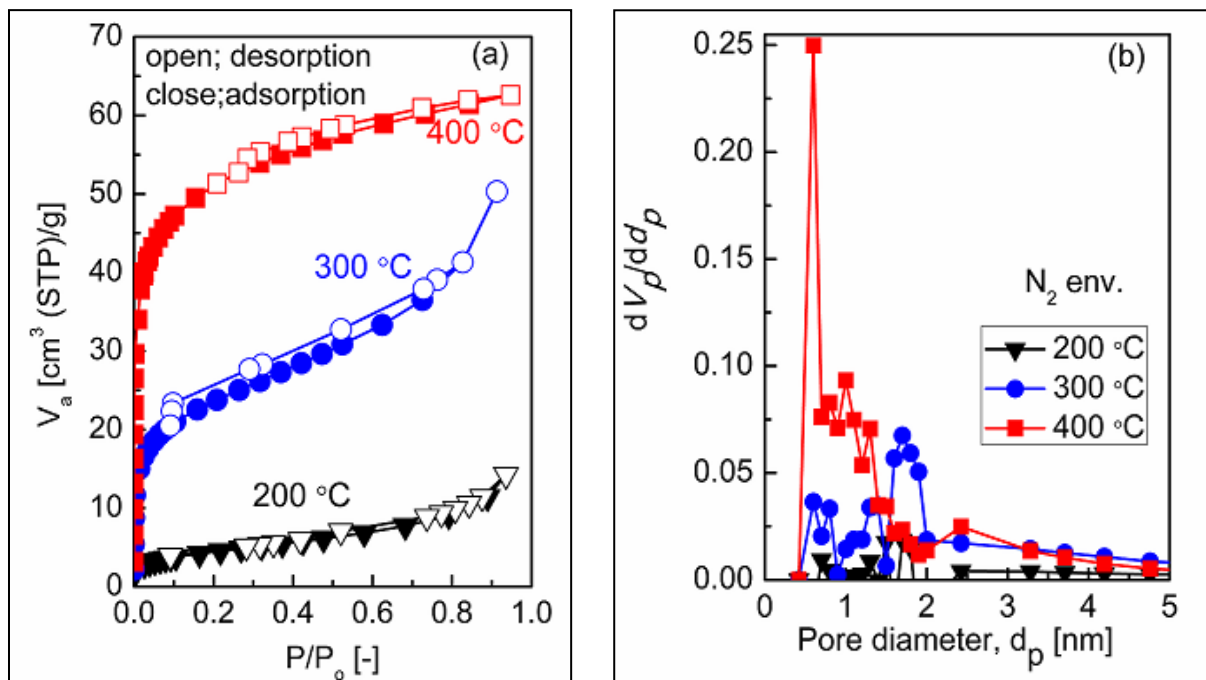 70
60
50
40
30
20
10
0
V_a [cm³ (STP)/g]
open; desorption
close;adsorption
(a)
400 °C
300 °C
200 °C
0.0 0.2 0.4 0.6 0.8 1.0
P/P_o [-]
0.25
0.20
0.15
0.10
0.05
0.00
dV_p/dd_p
(b)
N₂ env.
200 °C
300 °C
400 °C
0 1 2 3 4 5
Pore diameter, d_p [nm]